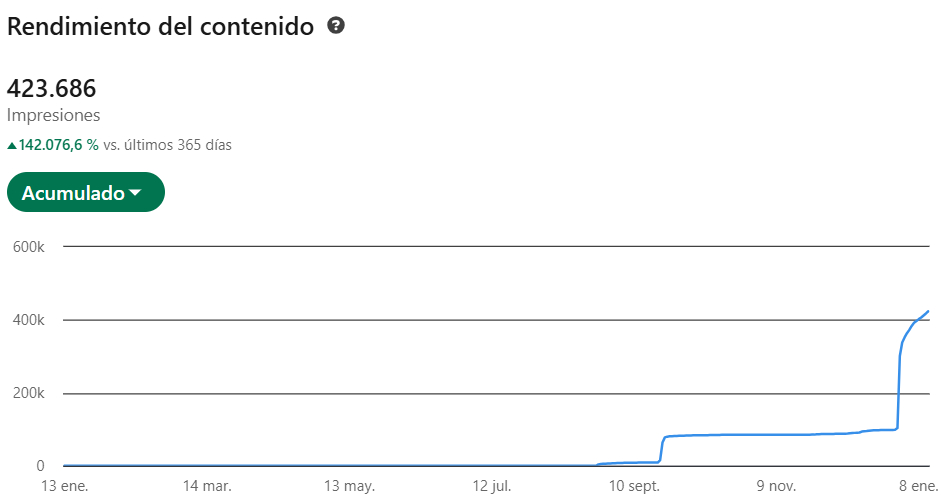 Rendimiento del contenido ?
423.686
Impresiones
142.076,6 % vs. últimos 365 días
Acumulado
600k
400k
200k
0
13 ene. 14 mar. 13 may. 12 jul. 10 sept. 9 nov. 8 ene.